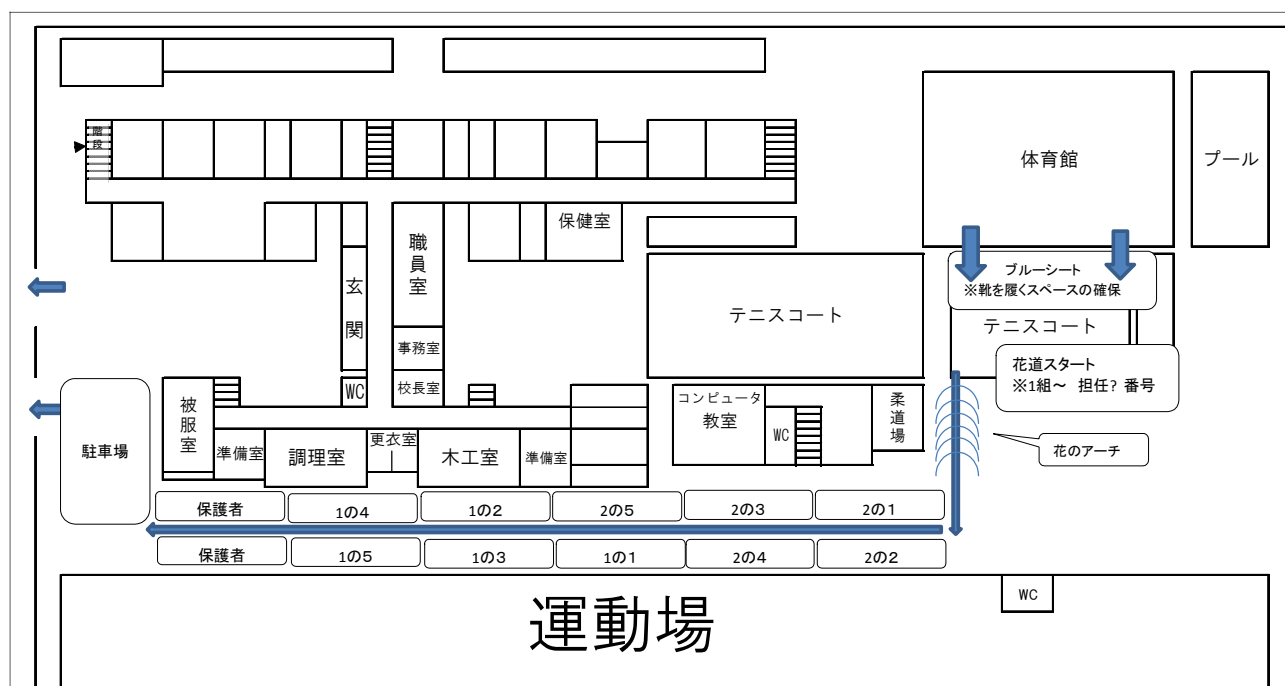 階段
体育館
プール
保健室
職員室
玄関
ブルーシート
※靴を履くスペースの確保
テニスコート
テニスコート
事務室
花道スタート
※1組～ 担任? 番号
WC
校長室
被服室
コンピュータ
教室
柔道場
WC
更衣室
準備室
調理室
木工室
準備室
駐車場
花のアーチ
保護者
1の4
1の2
2の5
2の3
2の1
保護者
1の5
1の3
1の1
2の4
2の2
WC
運動場